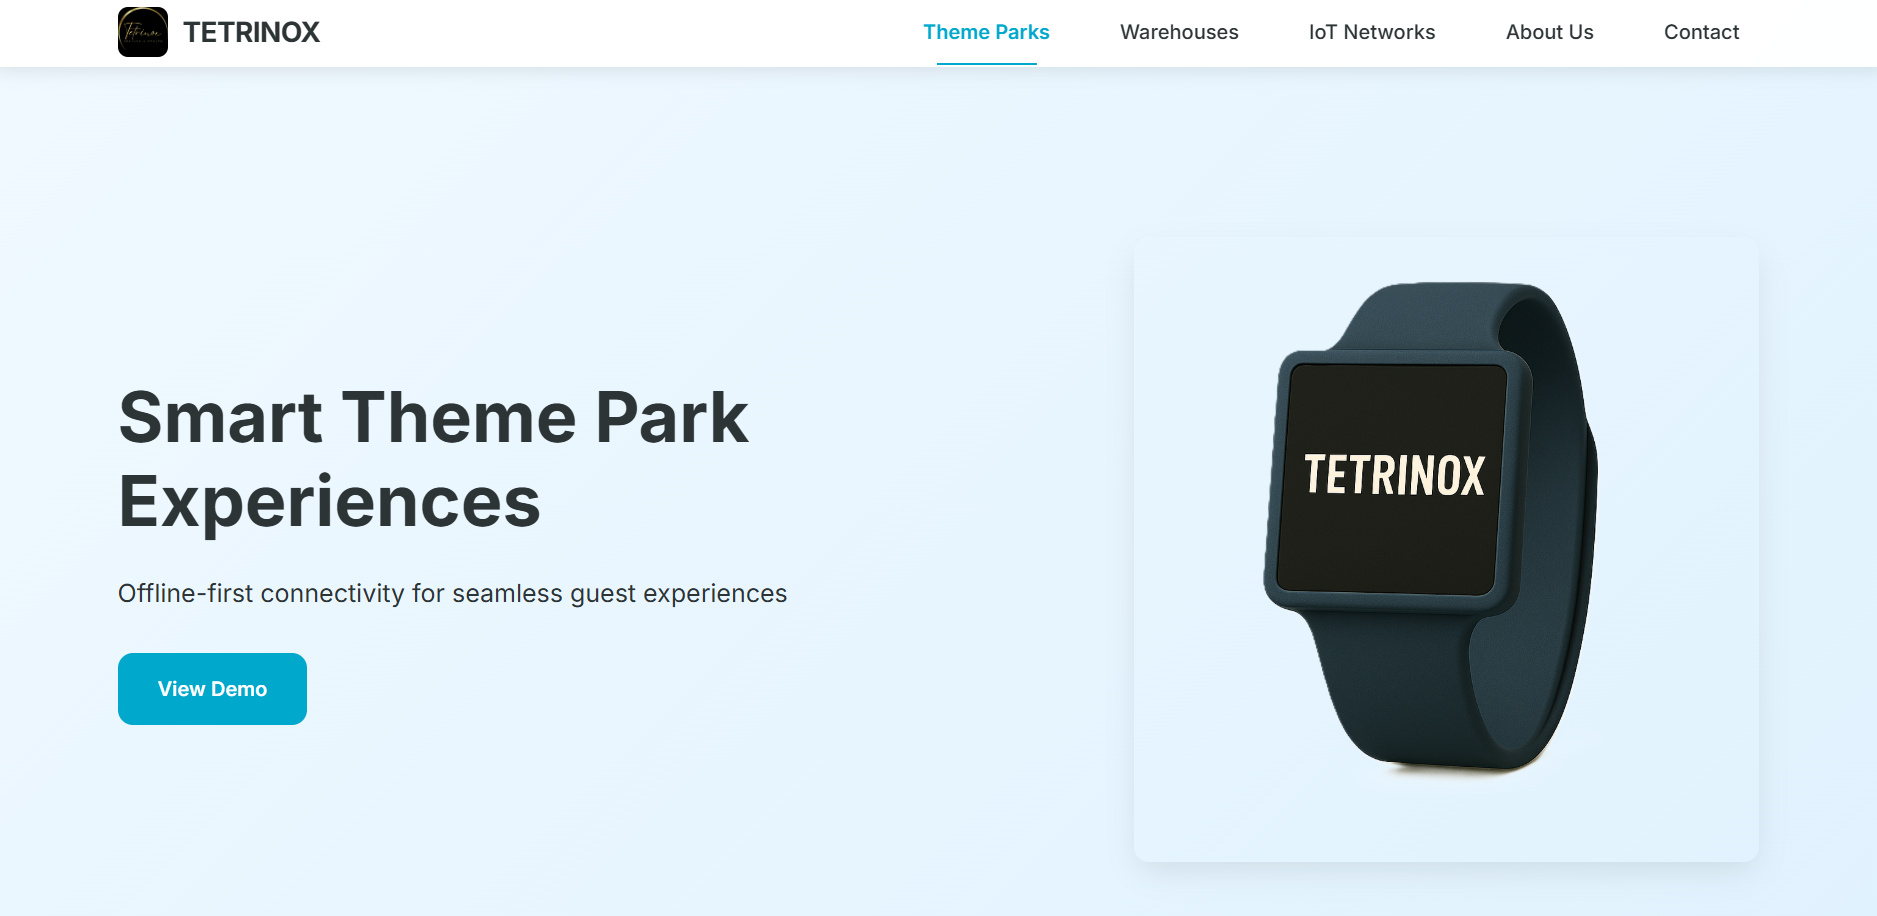 Tetrinox
TETRINOX
Theme Parks
Warehouses
IoT Networks
About Us
Contact
Smart Theme Park
Experiences
Offline-first connectivity for seamless guest experiences
View Demo
TETRINOX